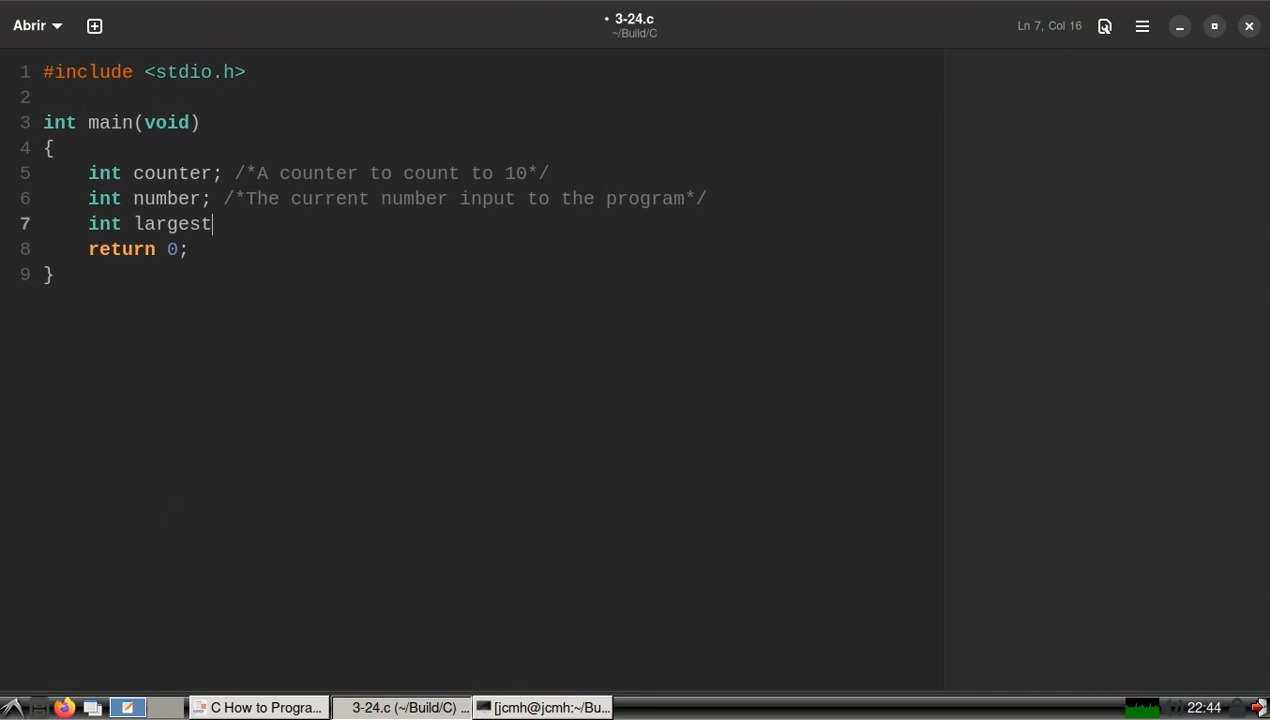 Abrir
• 3-24.c
~/Build/C
Ln 7, Col 16
1 #include <stdio.h>
2
3 int main(void)
4 {
5 int counter; /*A counter to count to 10*/
6 int number; /*The current number input to the program*/
7 int largest
8 return 0;
9 }
C How to Progra...
3-24.c (~/Build/C) ...
[jcmh@jcmh:~/Bu...
22:44